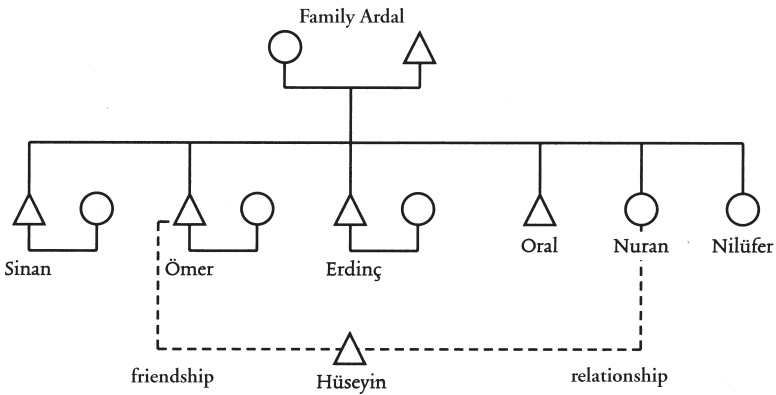 Family Ardal
Oral
Nuran
Nilüfer
Sinan
Ömer
Erdinç
friendship
Hüseyin
relationship